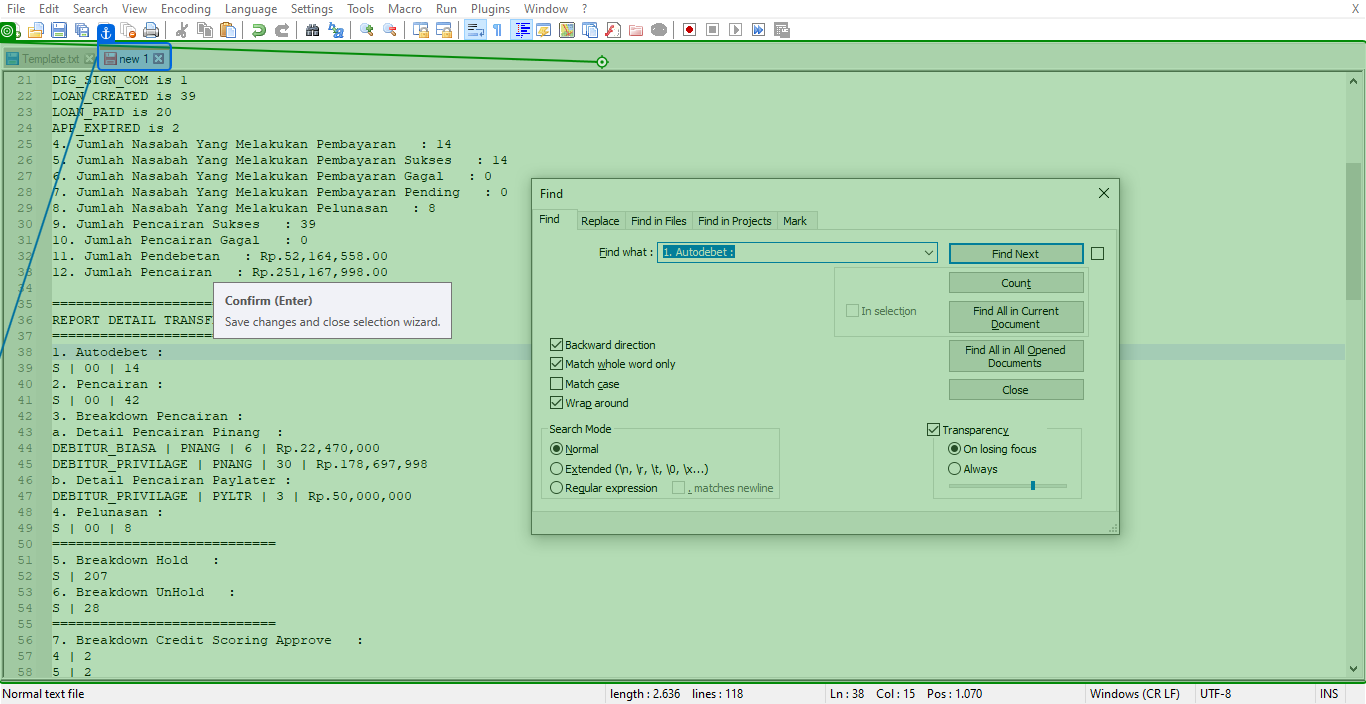 File Edit Search View Encoding Language Settings Tools Macro Run Plugins Window ? X
Template.txt new 1
21 DIG_SIGN_COM is 1
22 LOAN_CREATED is 39
23 LOAN_PAID is 20
24 APP_EXPIRED is 2
25 4. Jumlah Nasabah Yang Melakukan Pembayaran : 14
26 5. Jumlah Nasabah Yang Melakukan Pembayaran Sukses : 14
27 6. Jumlah Nasabah Yang Melakukan Pembayaran Gagal : 0
28 7. Jumlah Nasabah Yang Melakukan Pembayaran Pending : 0
29 8. Jumlah Nasabah Yang Melakukan Pelunasan : 8
30 9. Jumlah Pencairan Sukses : 39
31 10. Jumlah Pencairan Gagal : 0
32 11. Jumlah Pendebetan : Rp.52,164,558.00
33 12. Jumlah Pencairan : Rp.251,167,998.00
34
35 ====================
36 REPORT DETAIL TRANSF
37 ====================
38 1. Autodebet :
39 S | 00 | 14
40 2. Pencairan :
41 S | 00 | 42
42 3. Breakdown Pencairan :
43 a. Detail Pencairan Pinang :
44 DEBITUR_BIASA | PNANG | 6 | Rp.22,470,000
45 DEBITUR_PRIVILAGE | PNANG | 30 | Rp.178,697,998
46 b. Detail Pencairan Paylater :
47 DEBITUR_PRIVILAGE | PYLTR | 3 | Rp.50,000,000
48 4. Pelunasan :
49 S | 00 | 8
50 ============================
51 5. Breakdown Hold :
52 S | 207
53 6. Breakdown UnHold :
54 S | 28
55 ============================
56 7. Breakdown Credit Scoring Approve :
57 4 | 2
58 5 | 2
Confirm (Enter)
Save changes and close selection wizard.
Find
Find Replace Find in Files Find in Projects Mark
Find what : 1. Autodebet : Find Next
Count
In selection
Find All in Current
Document
Find All in All Opened
Documents
Close
Backward direction
Match whole word only
Match case
Wrap around
Search Mode
Normal
Extended (\n, \r, \t, \0, \x...)
Regular expression . matches newline
Transparency
On losing focus
Always
Normal text file length : 2.636 lines : 118 Ln : 38 Col : 15 Pos : 1.070 Windows (CR LF) UTF-8 INS